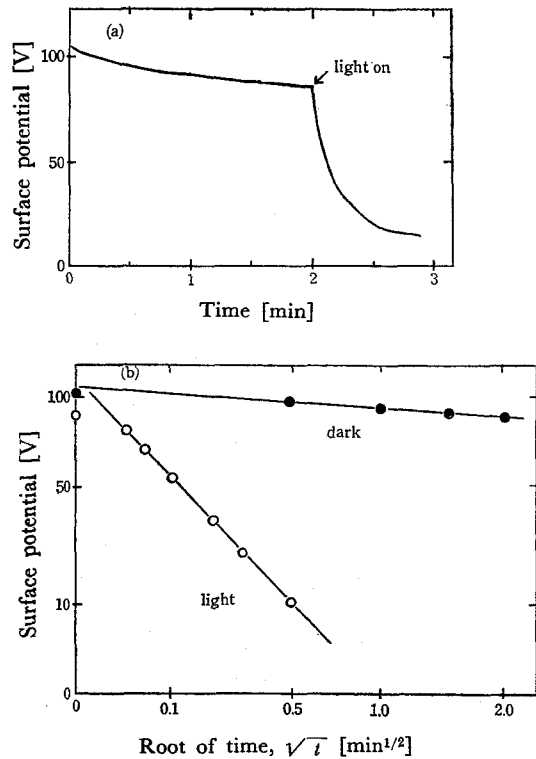 (a)
Surface potential [V]
100
50
0
light on
0
1
2
3
Time [min]
(b)
Surface potential [V]
100
50
10
0
dark
light
0
0.1
0.5
1.0
2.0
Root of time, √t [min1/2]